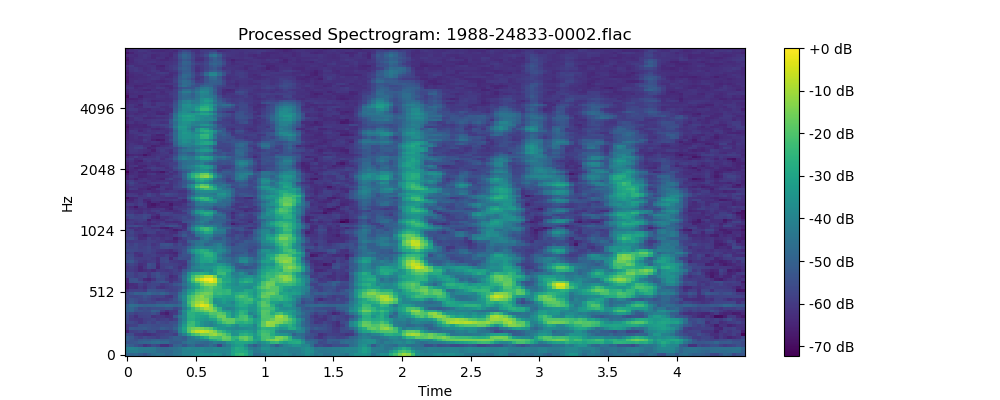 Processed Spectrogram: 1988-24833-0002.flac
Hz
4096
2048
1024
512
0
0 0.5 1 1.5 2 2.5 3 3.5 4
Time
+0 dB
-10 dB
-20 dB
-30 dB
-40 dB
-50 dB
-60 dB
-70 dB